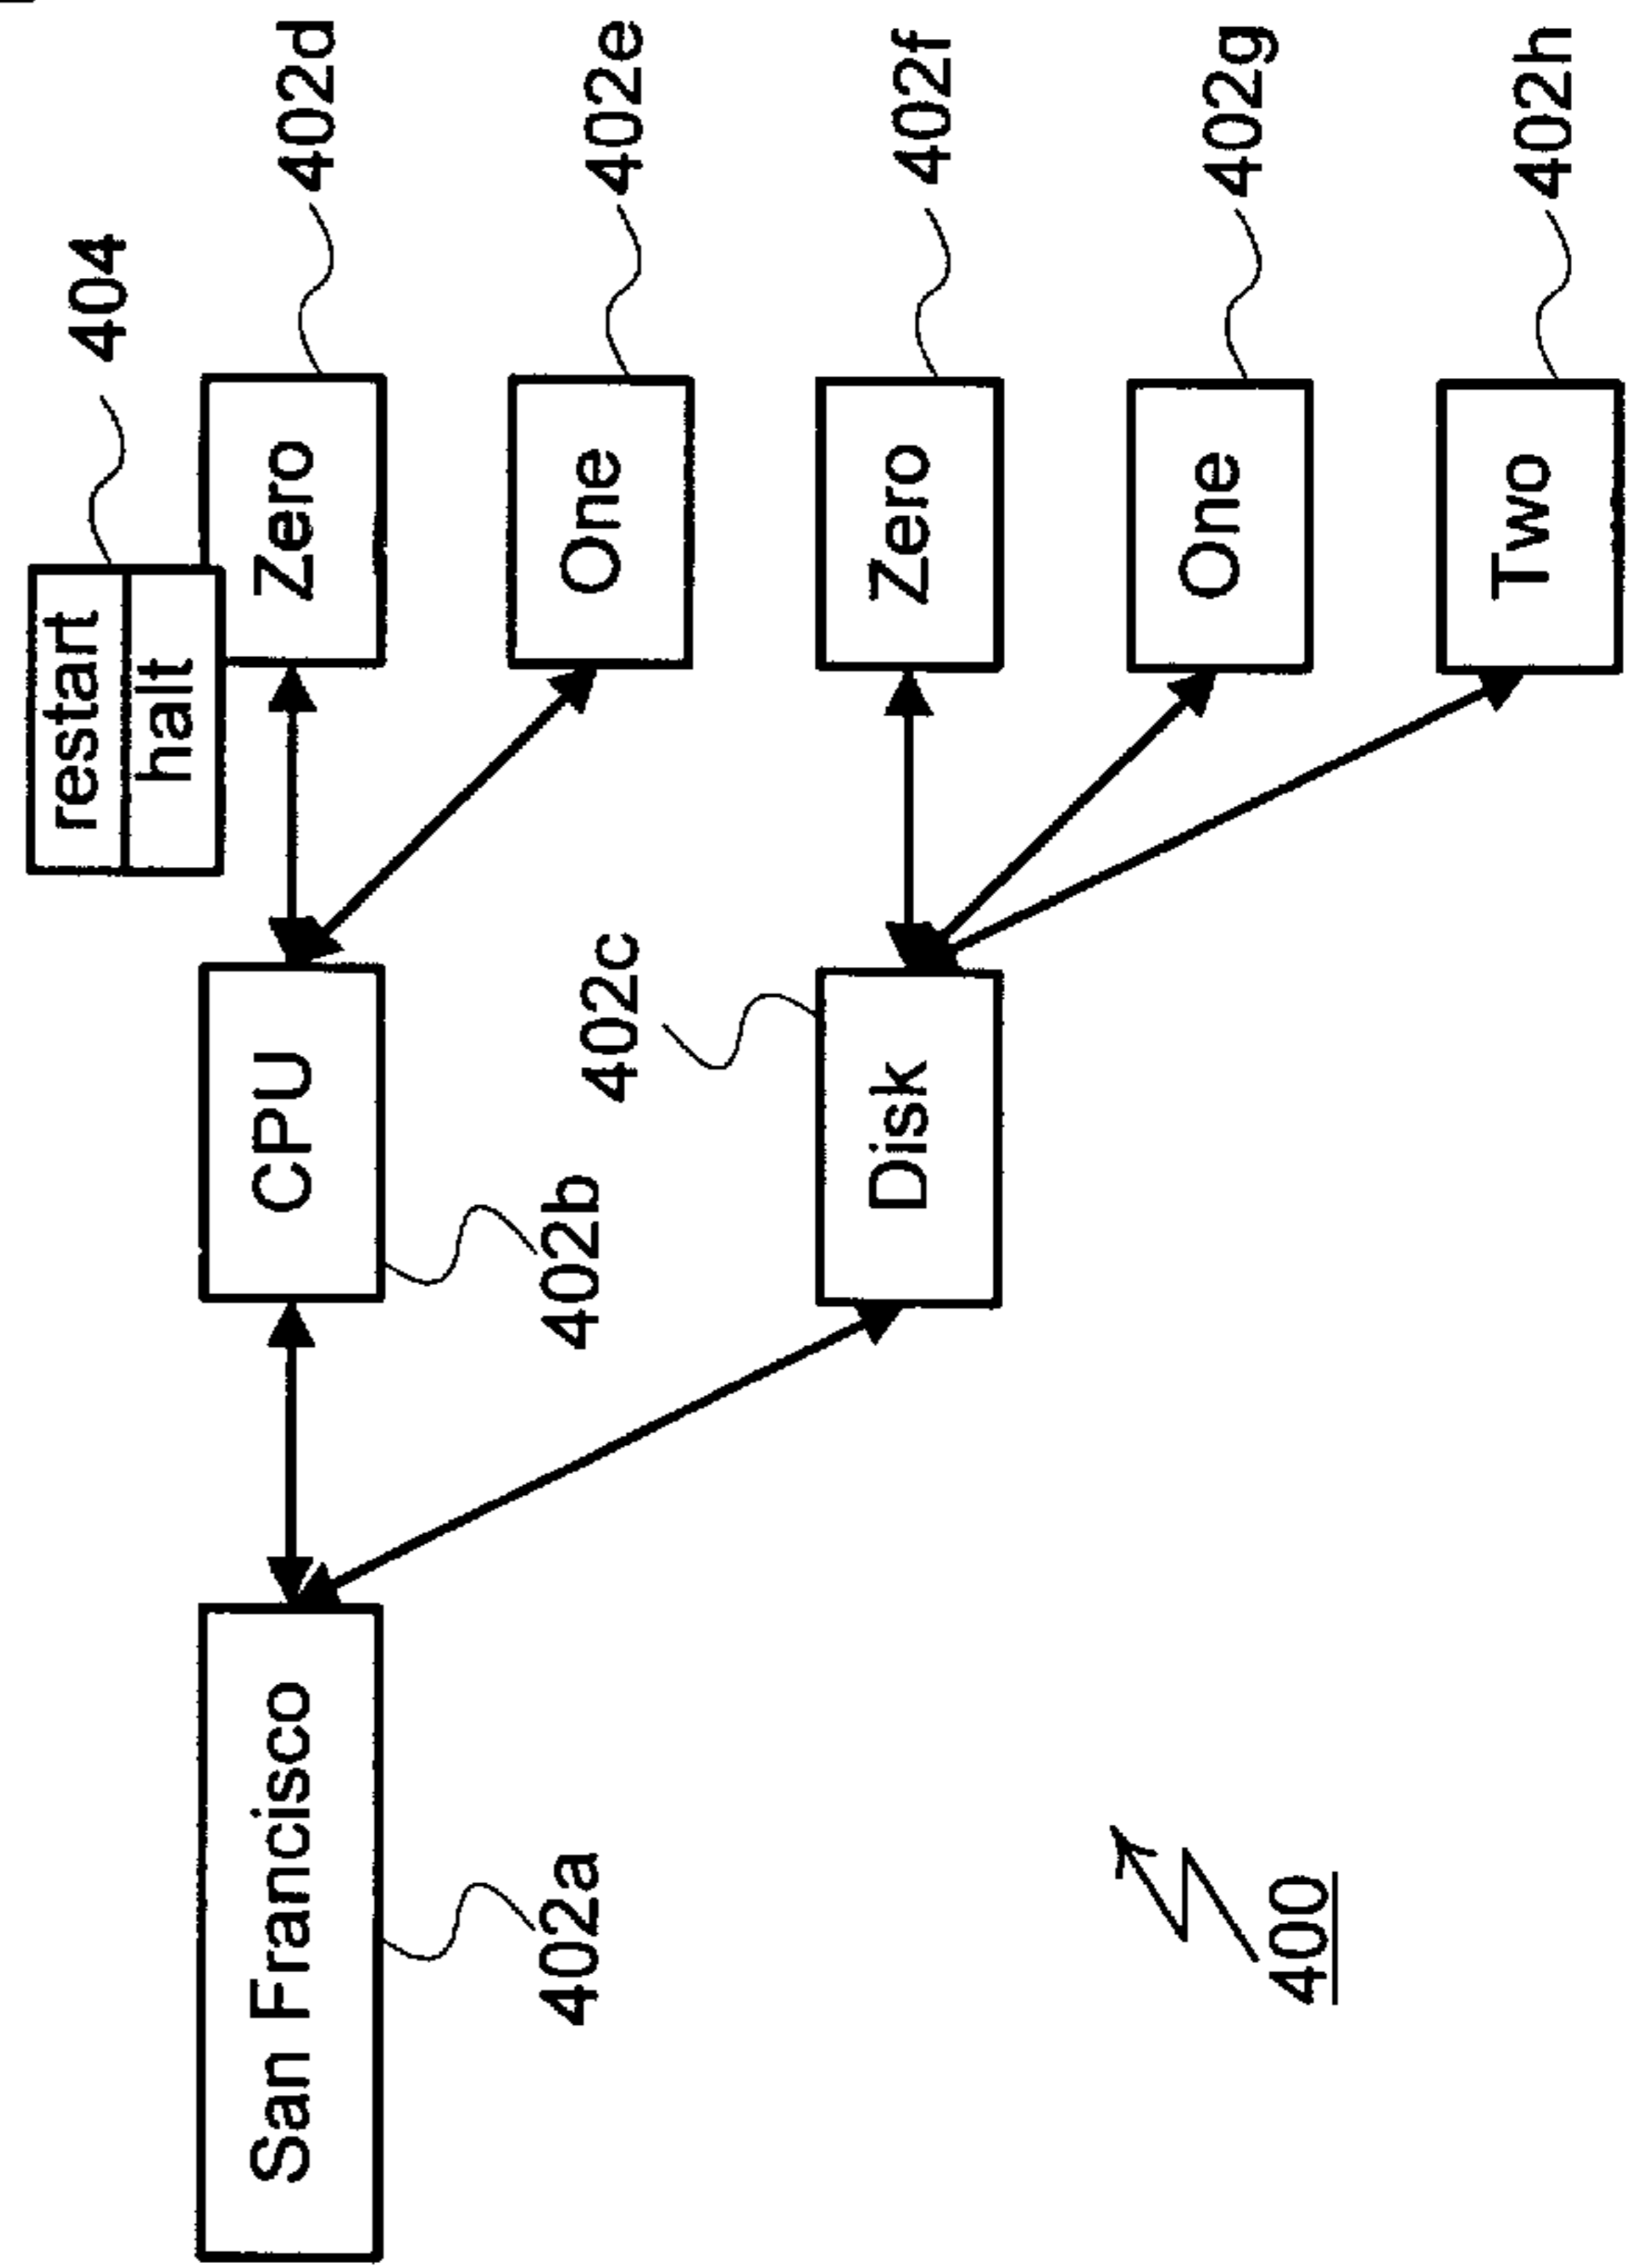 404
restart
halt
San Francisco
CPU
Zero
402d
402a
402b
One
402e
402c
Disk
Zero
402f
One
402g
400
Two
402h